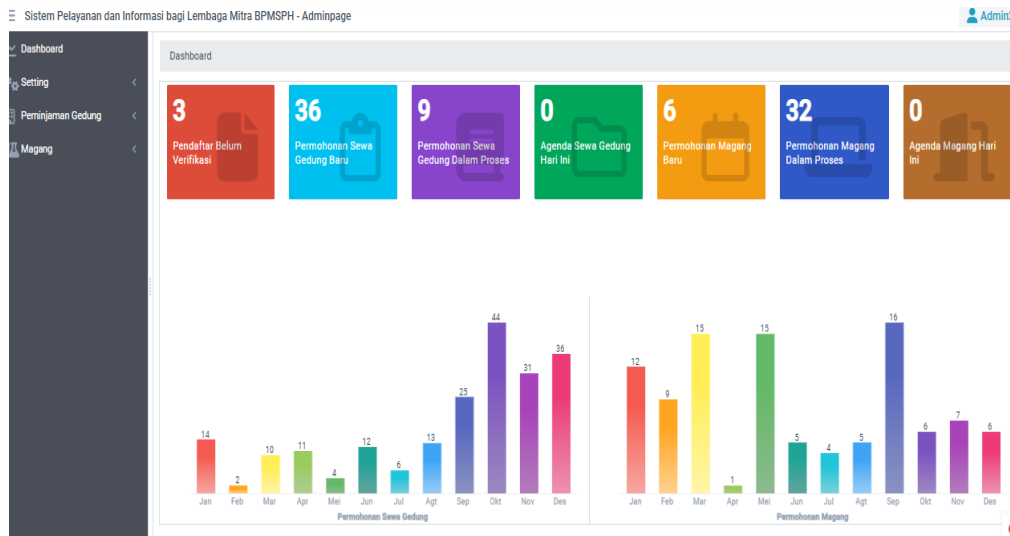 Sistem Pelayanan dan Informasi bagi Lembaga Mitra BPMSPH - Adminpage
Dashboard
Setting
Peminjaman Gedung
Magang
Dashboard
3
Pendaftar Belum
Verifikasi
36
Permohonan Sewa
Gedung Baru
9
Permohonan Sewa
Gedung Dalam Proses
0
Agenda Sewa Gedung
Hari Ini
6
Permohonan Magang
Baru
32
Permohonan Magang
Dalam Proses
0
Agenda Magang Hari
Ini
14 2 10 11 4 12 6 13 25 44 31 36
Jan Feb Mar Apr Mei Jun Jul Agt Sep Okt Nov Des
Permohonan Sewa Gedung
12 9 15 1 15 5 4 5 16 6 7 6
Jan Feb Mar Apr Mei Jun Jul Agt Sep Okt Nov Des
Permohonan Magang